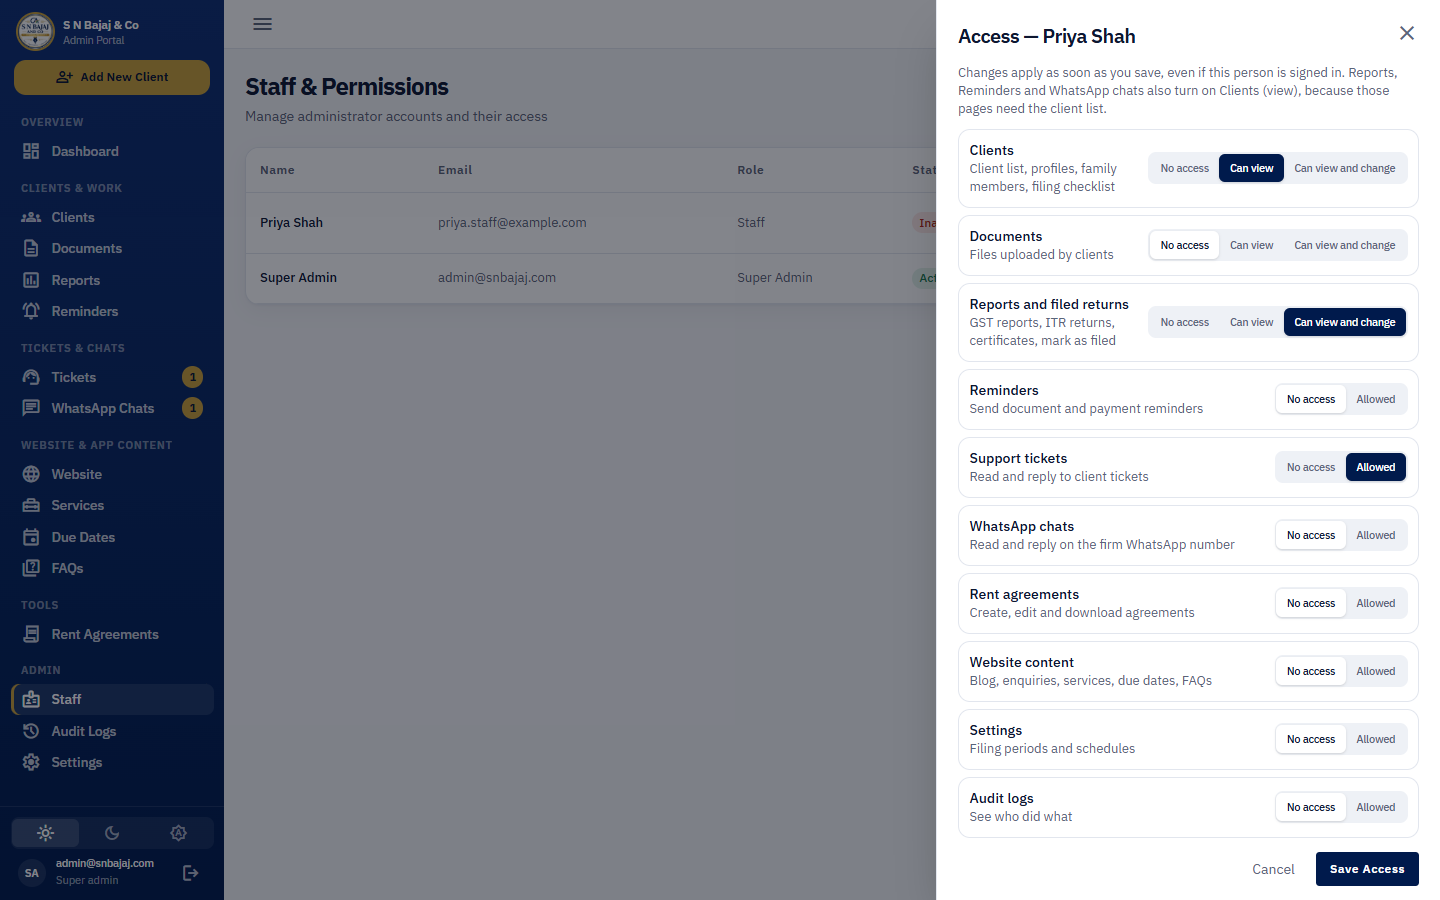 S N Bajaj & Co
Admin Portal
Add New Client
OVERVIEW
Dashboard
CLIENTS & WORK
Clients
Documents
Reports
Reminders
TICKETS & CHATS
Tickets 1
WhatsApp Chats 1
WEBSITE & APP CONTENT
Website
Services
Due Dates
FAQs
TOOLS
Rent Agreements
ADMIN
Staff
Audit Logs
Settings
SA
admin@snbajaj.com
Super admin
Staff & Permissions
Manage administrator accounts and their access
Name Email Role Stat
Priya Shah priya.staff@example.com Staff Ina
Super Admin admin@snbajaj.com Super Admin Act
Access — Priya Shah
Changes apply as soon as you save, even if this person is signed in. Reports,
Reminders and WhatsApp chats also turn on Clients (view), because those
pages need the client list.
Clients
Client list, profiles, family
members, filing checklist
No access Can view Can view and change
Documents
Files uploaded by clients
No access Can view Can view and change
Reports and filed returns
GST reports, ITR returns,
certificates, mark as filed
No access Can view Can view and change
Reminders
Send document and payment reminders
No access Allowed
Support tickets
Read and reply to client tickets
No access Allowed
WhatsApp chats
Read and reply on the firm WhatsApp number
No access Allowed
Rent agreements
Create, edit and download agreements
No access Allowed
Website content
Blog, enquiries, services, due dates, FAQs
No access Allowed
Settings
Filing periods and schedules
No access Allowed
Audit logs
See who did what
No access Allowed
Cancel Save Access